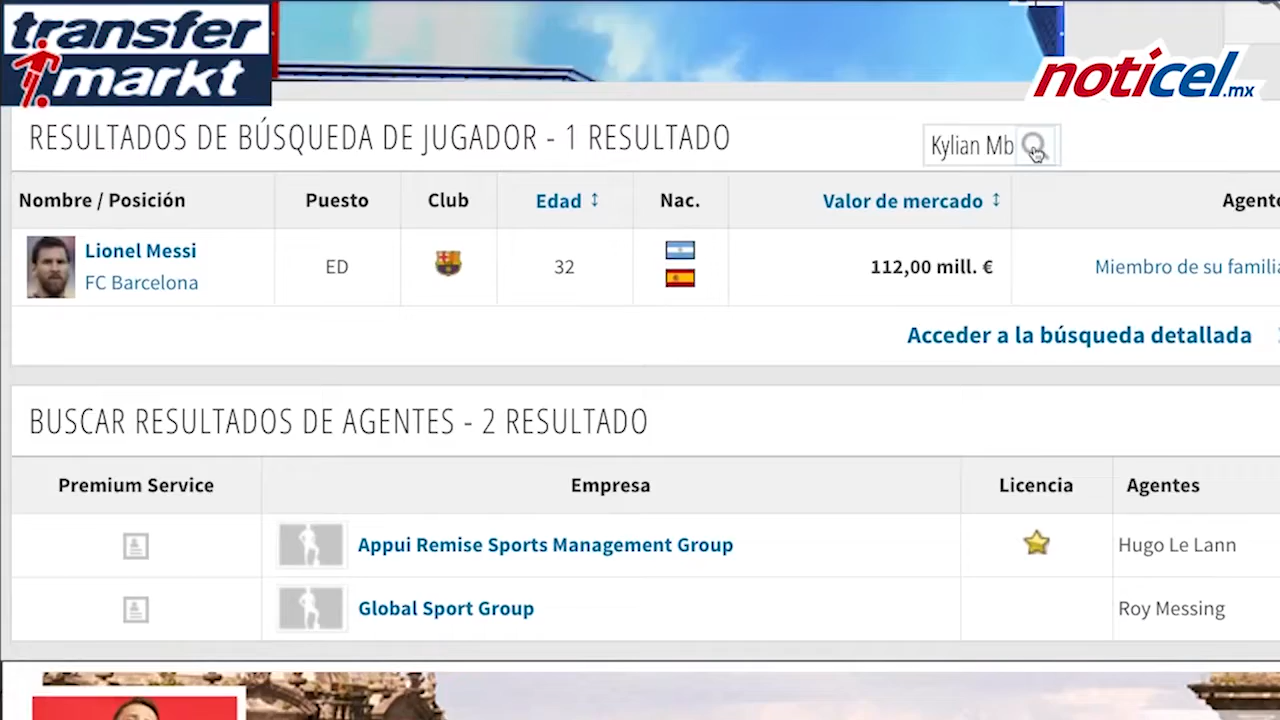 transfer
markt
noticel.mx
RESULTADOS DE BÚSQUEDA DE JUGADOR - 1 RESULTADO
Kylian Mb
Nombre / Posición Puesto Club Edad Nac. Valor de mercado Agente
Lionel Messi
FC Barcelona
ED 32 112,00 mill. € Miembro de su familia
Acceder a la búsqueda detallada
BUSCAR RESULTADOS DE AGENTES - 2 RESULTADO
Premium Service Empresa Licencia Agentes
Appui Remise Sports Management Group Hugo Le Lann
Global Sport Group Roy Messing